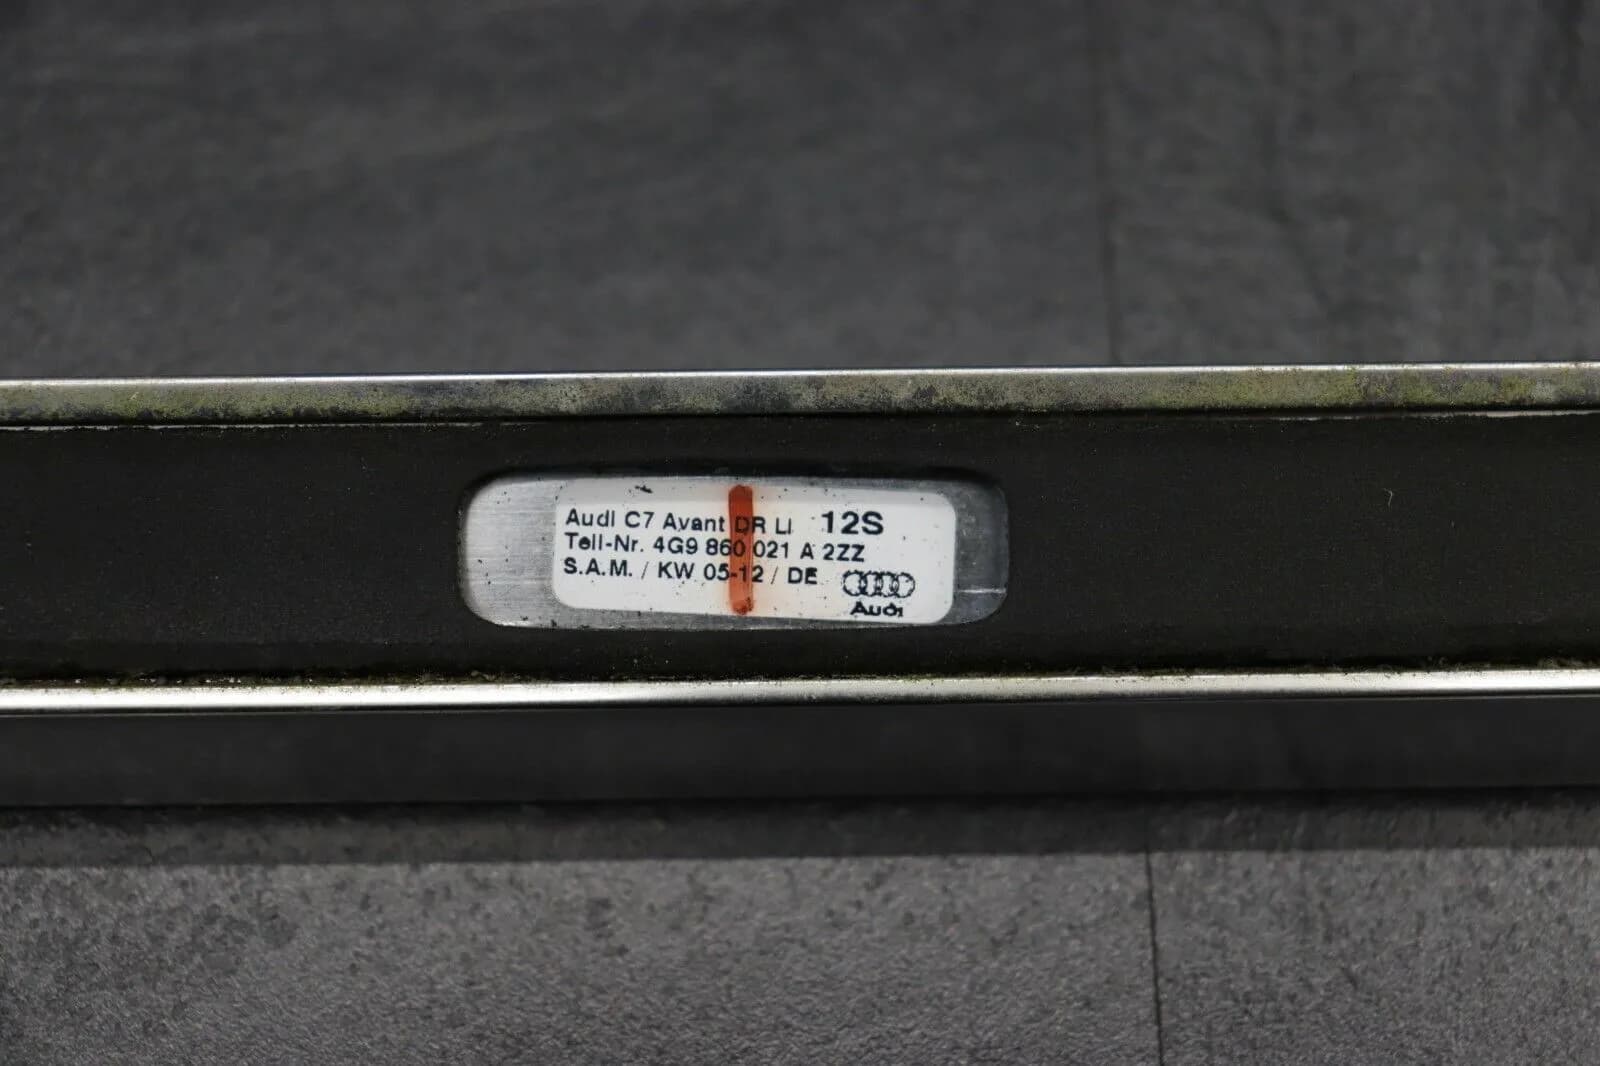 Audi C7 Avant DR LI 12S
Teil-Nr. 4G9 860 021 A 2ZZ
S.A.M. / KW 05-12 / DE
Audi